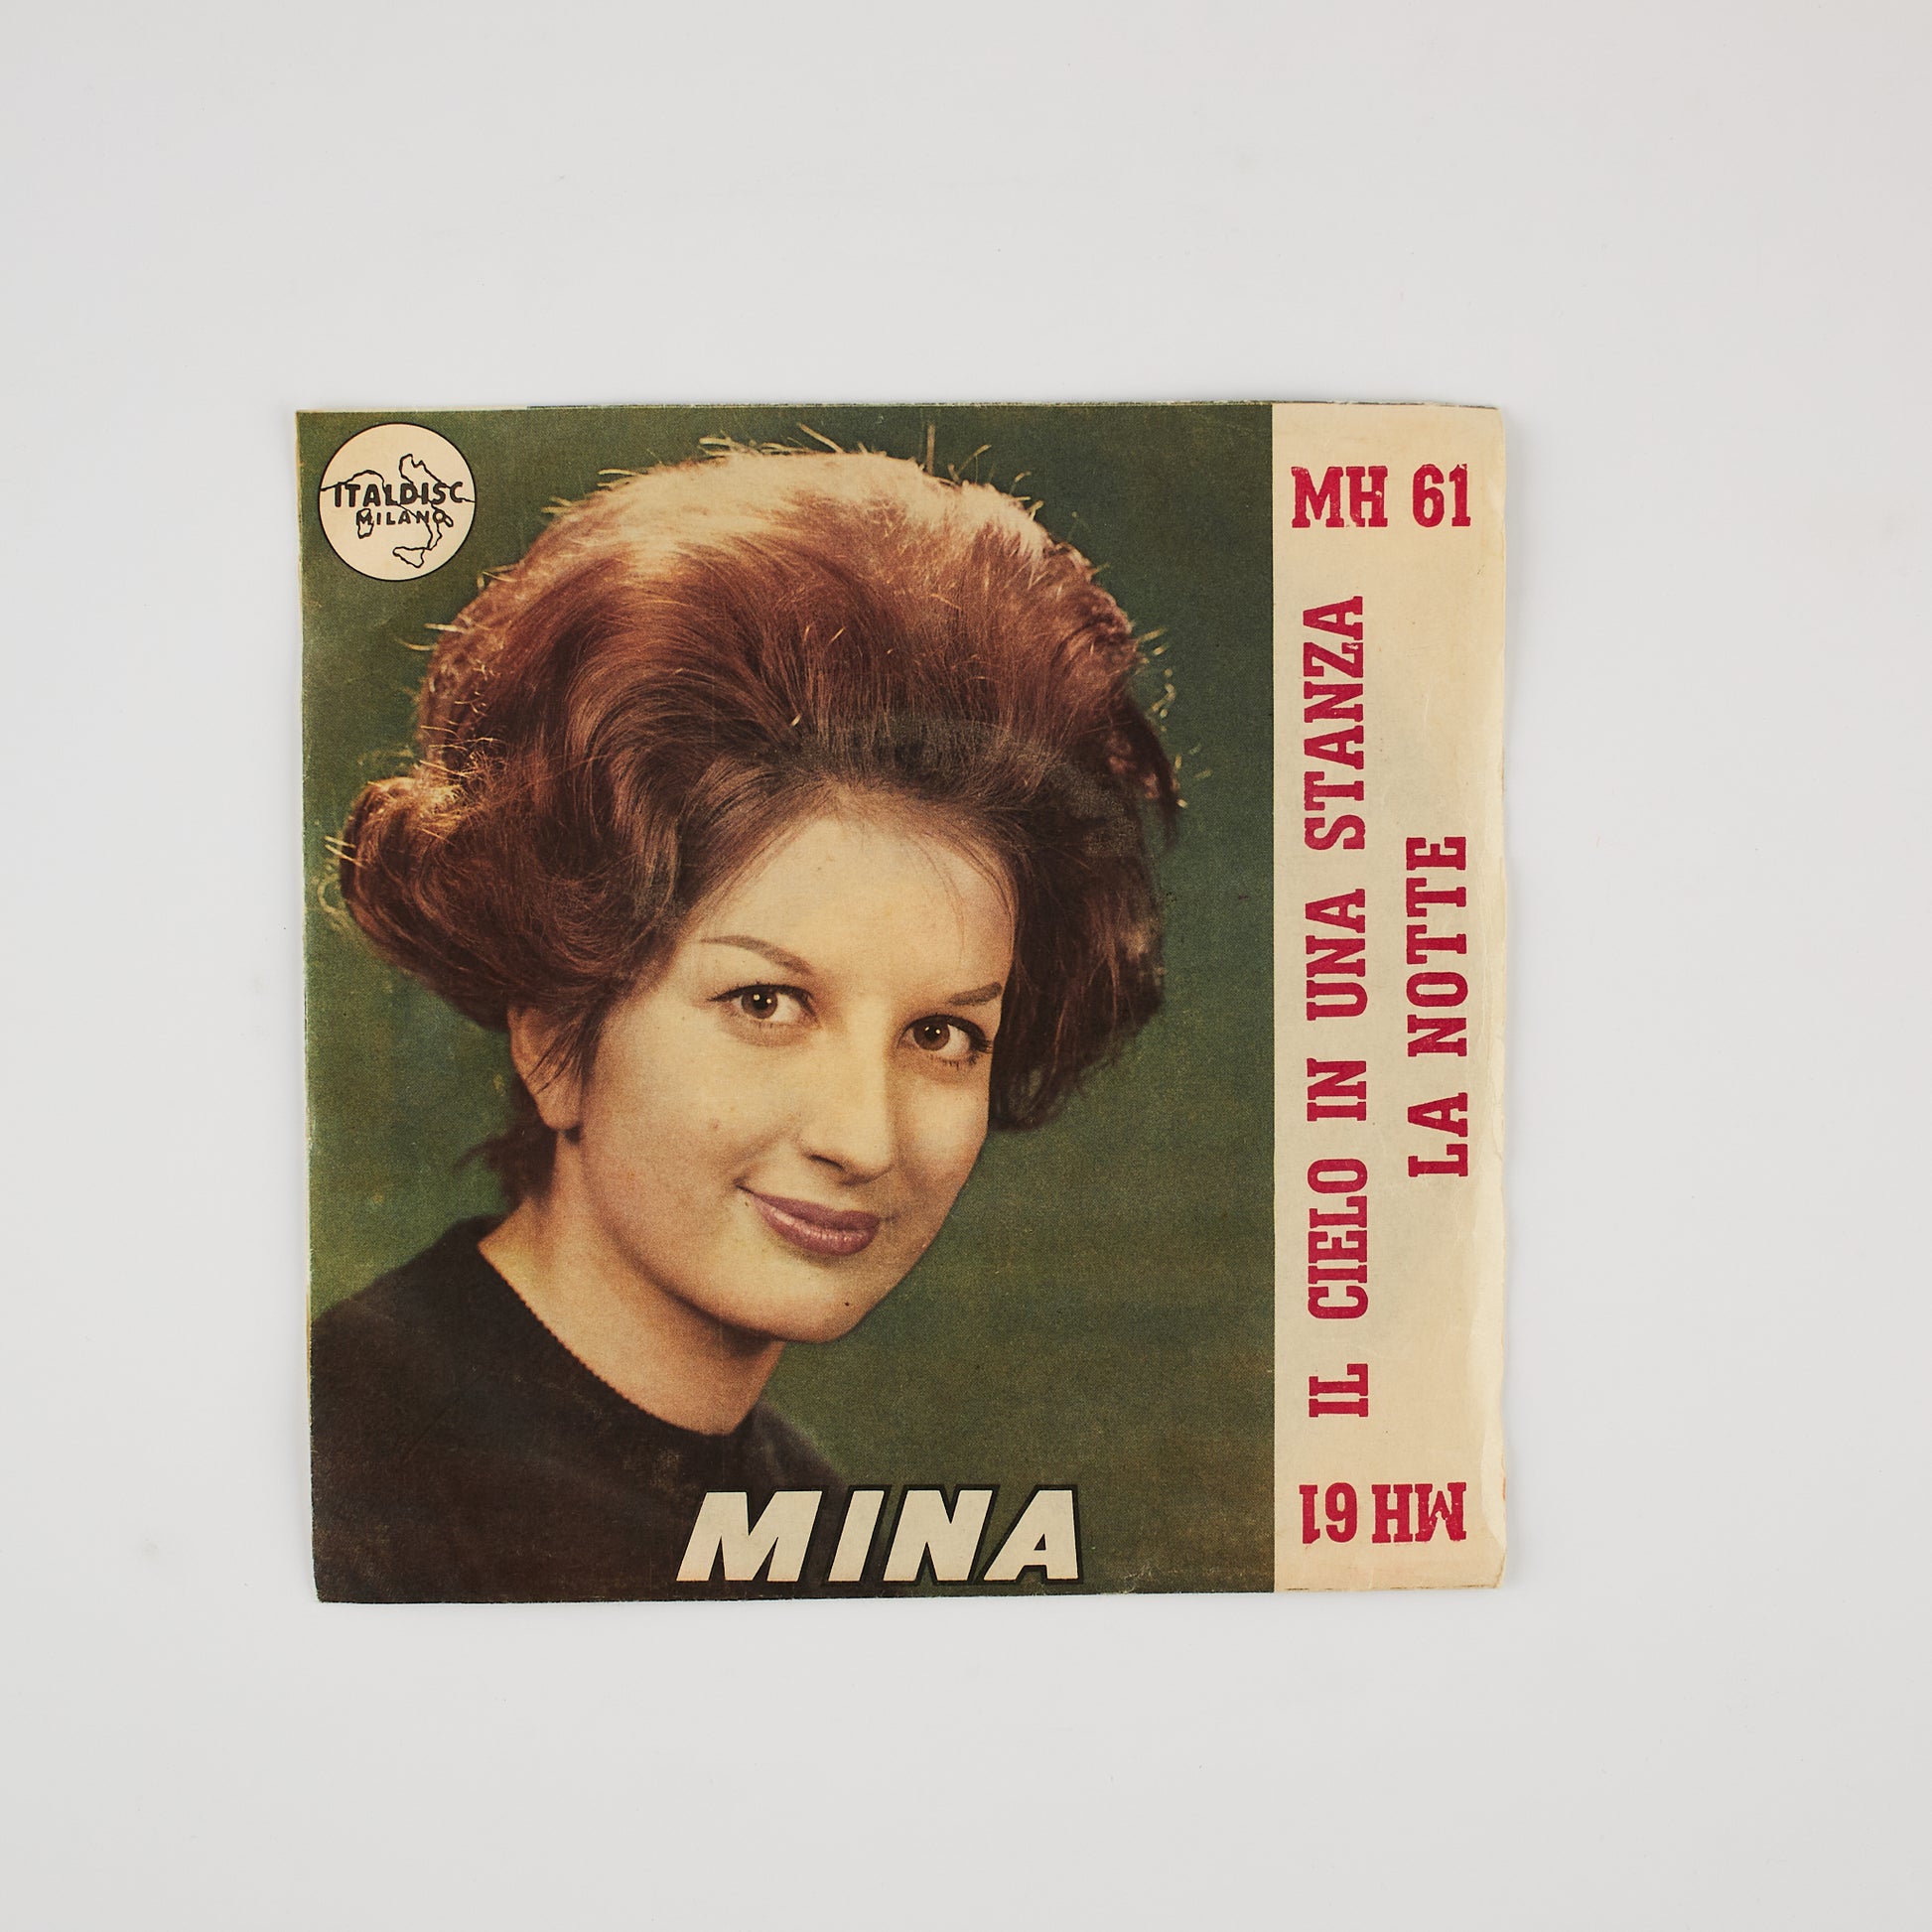 ITALDISC
MILANO
MH 61
IL CIELO IN UNA STANZA
LA NOTTE
MH 61
MINA